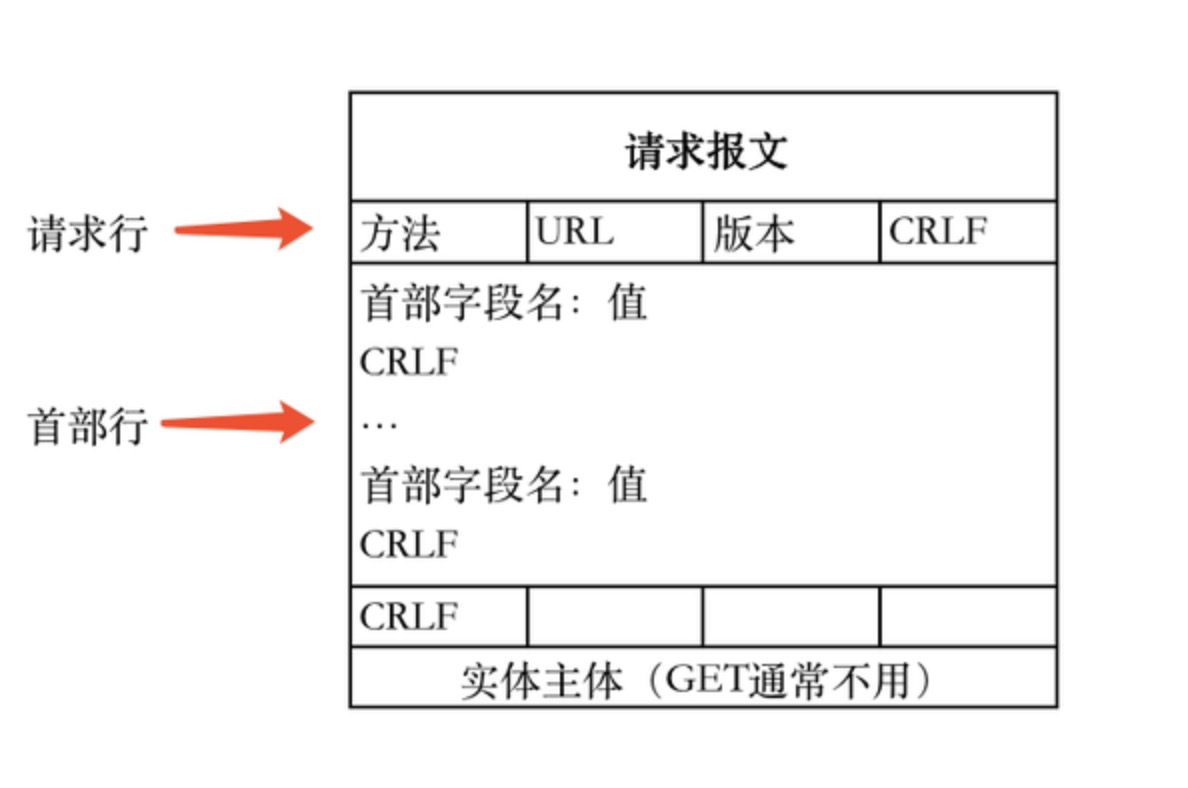 请求报文
请求行
方法 URL 版本 CRLF
首部字段名：值
CRLF
首部行
…
首部字段名：值
CRLF
CRLF
实体主体（GET通常不用）